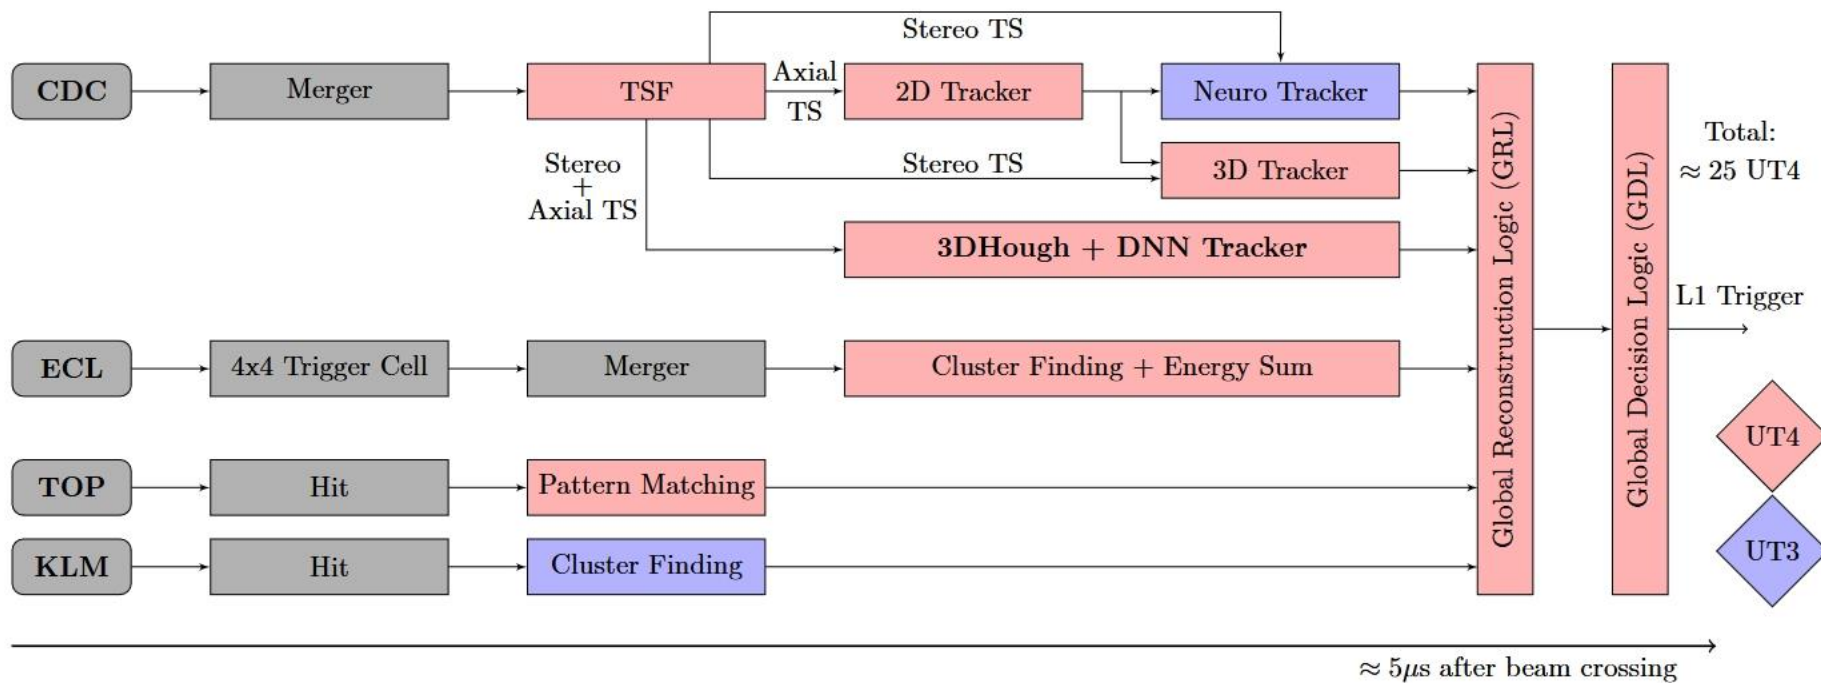 Stereo TS
CDC
Merger
TSF
Axial
TS
2D Tracker
Neuro Tracker
Stereo
+
Axial TS
Stereo TS
3D Tracker
3DHough + DNN Tracker
ECL
4x4 Trigger Cell
Merger
Cluster Finding + Energy Sum
TOP
Hit
Pattern Matching
KLM
Hit
Cluster Finding
Global Reconstruction Logic (GRL)
Global Decision Logic (GDL)
Total:
≈ 25 UT4
L1 Trigger
UT4
UT3
≈ 5μs after beam crossing